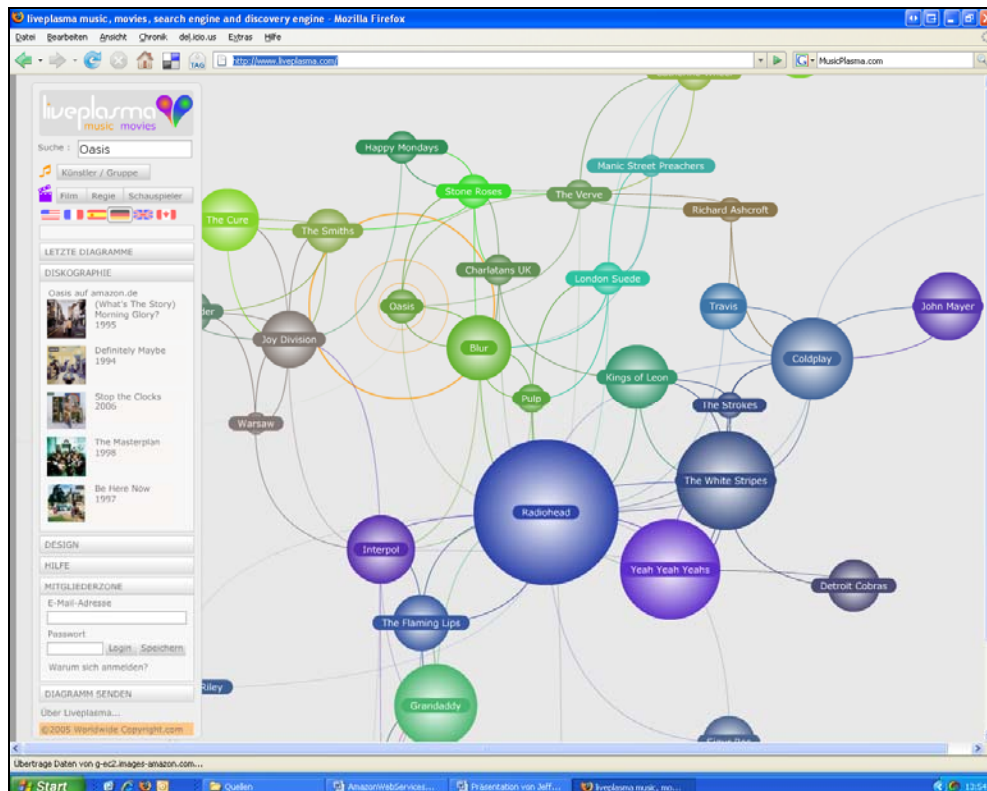 liveplasma music, movies, search engine and discovery engine - Mozilla Firefox
Datei Bearbeiten Ansicht Chronik del.icio.us Extras Hilfe
TAG http://www.liveplasma.com/ G MusicPlasma.com
liveplasma
music movies
Suche : Oasis
Künstler / Gruppe
Film Regie Schauspieler
LETZTE DIAGRAMME
DISKOGRAPHIE
Oasis auf amazon.de
(What's The Story)
Morning Glory?
1995
Definitely Maybe
1994
Stop the Clocks
2006
The Masterplan
1998
Be Here Now
1997
DESIGN
HILFE
MITGLIEDERZONE
E-Mail-Adresse
Passwort
Login Speichern
Warum sich anmelden?
DIAGRAMM SENDEN
Über Liveplaema...
©2005 Worldwide Copyright.com
Happy Mondays
Manic Street Preachers
Stone Roses
The Verve
Richard Ashcroft
The Cure
The Smiths
Charlatans UK
London Suede
Oasis
Travis
John Mayer
Joy Division
Blur
Coldplay
Kings of Leon
Pulp
The Strokes
Warsaw
The White Stripes
Radiohead
Interpol
Yeah Yeah Yeahs
Detroit Cobras
The Flaming Lips
Riley
Grandaddy
Übertrage Daten von g-ec2.images-amazon.com...
Start Quellen AmazonWebServices... Präsentation von Jeff... liveplasma music, mo... 12:54